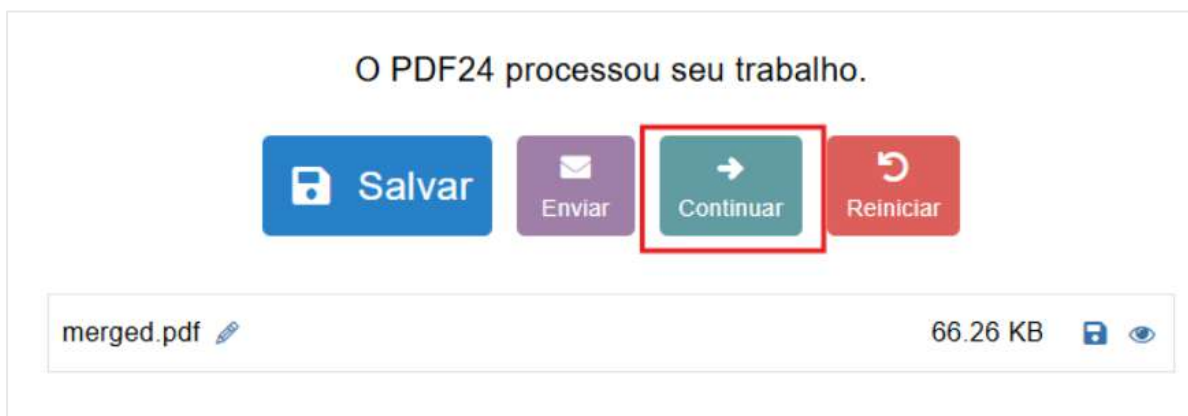 O PDF24 processou seu trabalho.
Salvar
Enviar
Continuar
Reiniciar
merged.pdf
66.26 KB